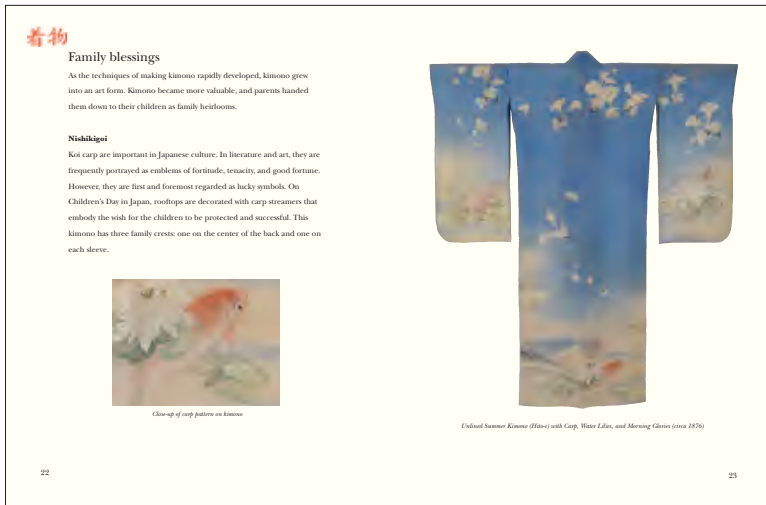 着物
Family blessings
As the techniques of making kimono rapidly developed, kimono grew
into an art form. Kimono became more valuable, and parents handed
them down to their children as family heirlooms.
Nishikigoi
Koi carp are important in Japanese culture. In literature and art, they are
frequently portrayed as emblems of fortitude, tenacity, and good fortune.
However, they are first and foremost regarded as lucky symbols. On
Children's Day in Japan, rooftops are decorated with carp streamers that
embody the wish for the children to be protected and successful. This
kimono has three family crests: one on the center of the back and one on
each sleeve.
Close-up of carp pattern on kimono
22
Unlined Summer Kimono (Hito-e) with Carp, Water Lilies, and Morning Glories (circa 1876)
23